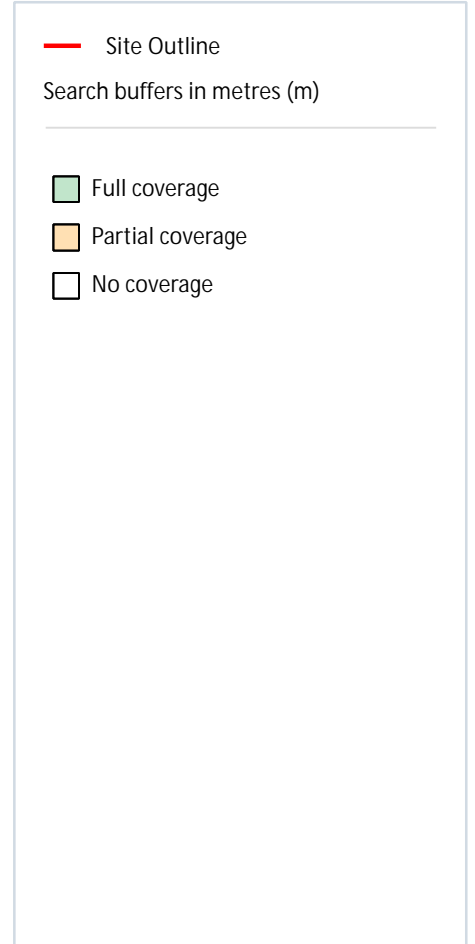 Site Outline
Search buffers in metres (m)
Full coverage
Partial coverage
No coverage